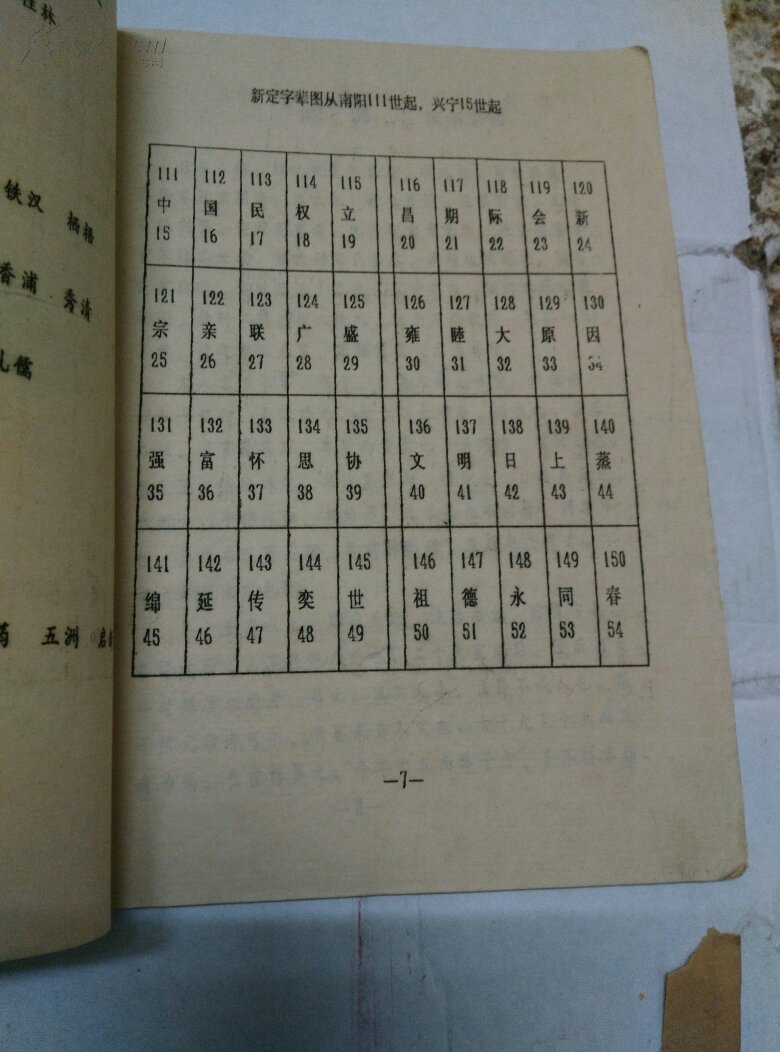 桂林
铁汉 栖梧
香浦 秀清
礼儒
五洲
新定字辈图从南阳111世起，兴宁15世起
111 112 113 114 115 116 117 118 119 120
中 国 民 权 立 昌 期 际 会 新
15 16 17 18 19 20 21 22 23 24
121 122 123 124 125 126 127 128 129 130
宗 亲 联 广 盛 雍 睦 大 原 因
25 26 27 28 29 30 31 32 33 34
131 132 133 134 135 136 137 138 139 140
强 富 怀 思 协 文 明 日 上 蒸
35 36 37 38 39 40 41 42 43 44
141 142 143 144 145 146 147 148 149 150
绵 延 传 奕 世 祖 德 永 同 春
45 46 47 48 49 50 51 52 53 54
—7—